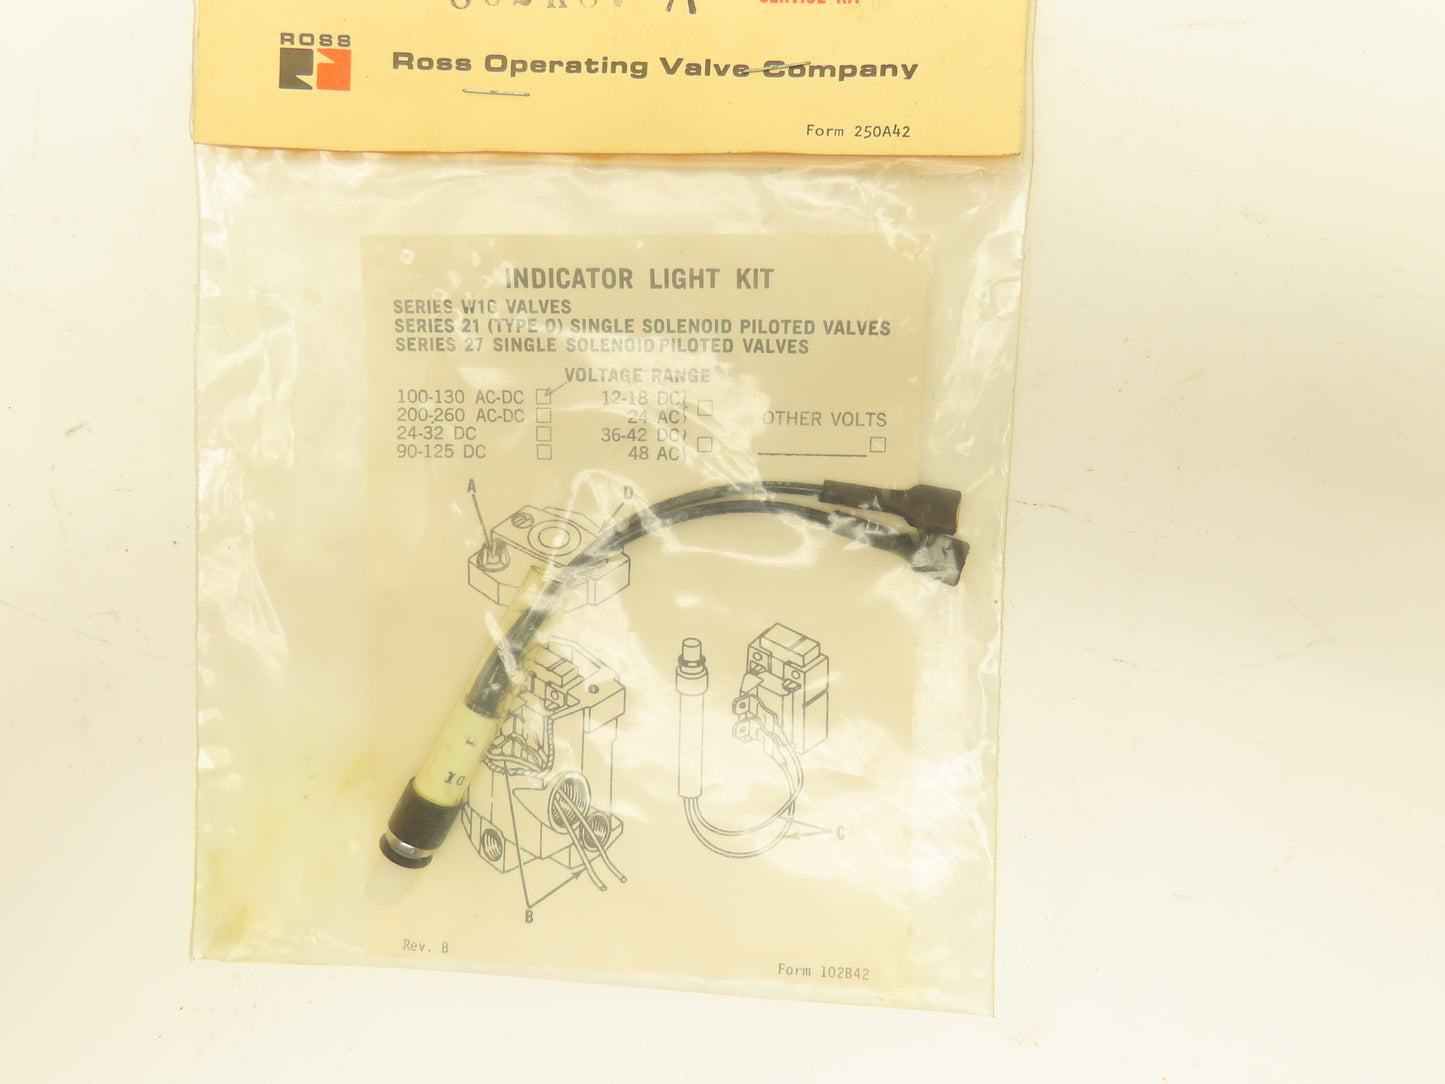 SERVICE KIT
ROSS
Ross Operating Valve Company
Form 250A42
INDICATOR LIGHT KIT
SERIES W16 VALVES
SERIES 21 (TYPE O) SINGLE SOLENOID PILOTED VALVES
SERIES 27 SINGLE SOLENOID PILOTED VALVES
VOLTAGE RANGE
100-130 AC-DC 12-18 DC
200-260 AC-DC 24 AC OTHER VOLTS
24-32 DC 36-42 DC
90-125 DC 48 AC
A D
C
B
Rev. B
Form 102B42